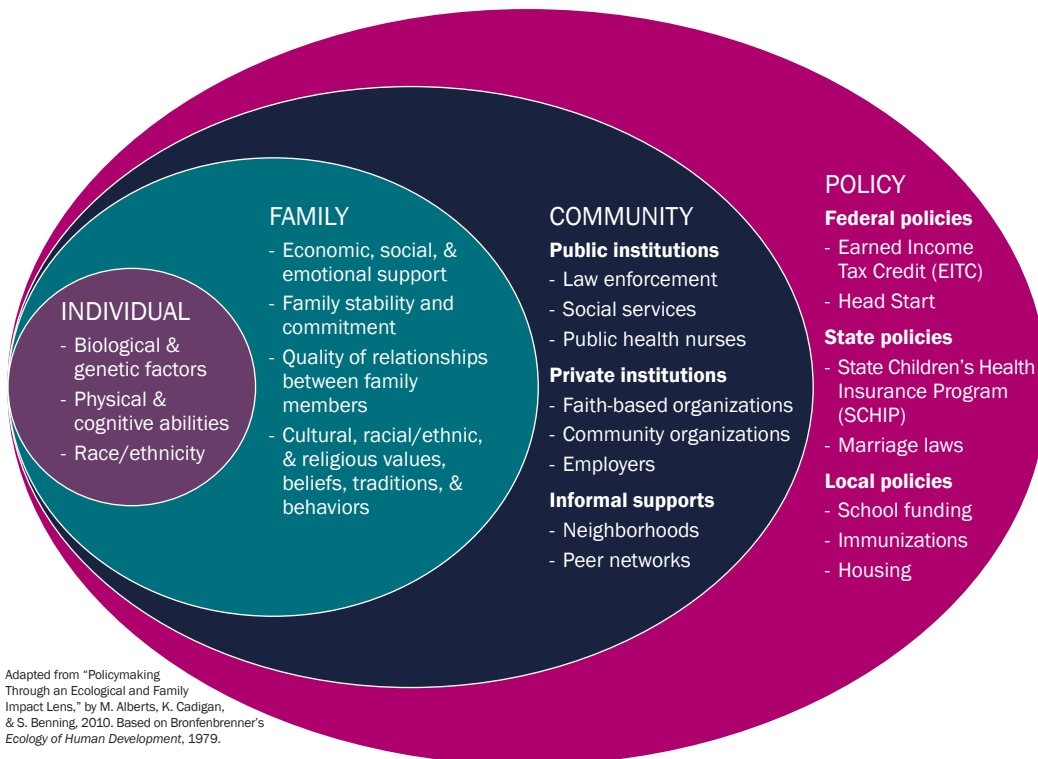 INDIVIDUAL
- Biological &
genetic factors
- Physical &
cognitive abilities
- Race/ethnicity
FAMILY
- Economic, social, &
emotional support
- Family stability and
commitment
- Quality of relationships
between family
members
- Cultural, racial/ethnic,
& religious values,
beliefs, traditions, &
behaviors
COMMUNITY
Public institutions
- Law enforcement
- Social services
- Public health nurses
Private institutions
- Faith-based organizations
- Community organizations
- Employers
Informal supports
- Neighborhoods
- Peer networks
POLICY
Federal policies
- Earned Income
Tax Credit (EITC)
- Head Start
State policies
- State Children's Health
Insurance Program
(SCHIP)
- Marriage laws
Local policies
- School funding
- Immunizations
- Housing
Adapted from “Policymaking
Through an Ecological and Family
Impact Lens,” by M. Alberts, K. Cadigan,
& S. Benning, 2010. Based on Bronfenbrenner's
Ecology of Human Development, 1979.